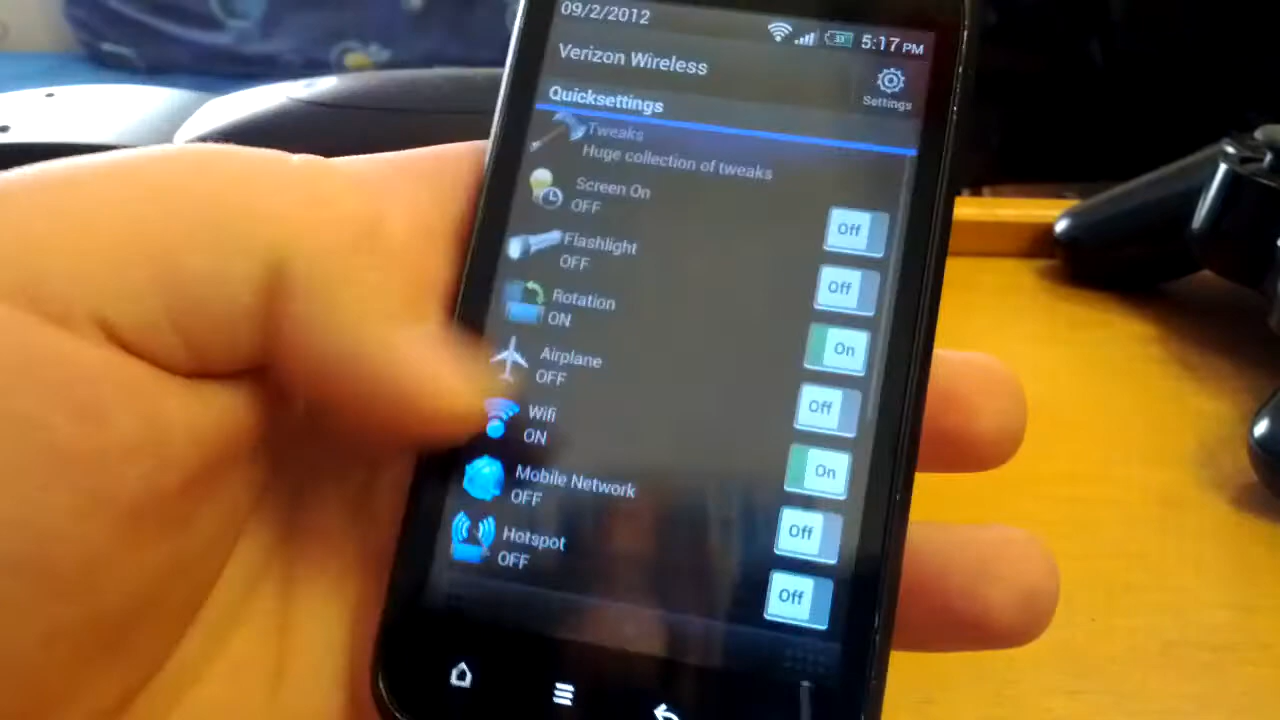 09/2/2012
33 5:17 PM
Verizon Wireless
Settings
Quicksettings
Tweaks
Huge collection of tweaks
Screen On
OFF
Off
Flashlight
OFF
Off
Rotation
ON
On
Airplane
OFF
Off
Wifi
ON
On
Mobile Network
OFF
Off
Hotspot
OFF
Off